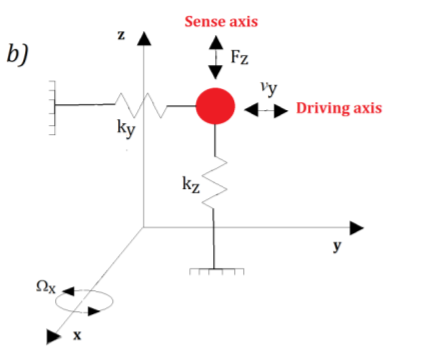 Sense axis
z
b)
Fz
vy
Driving axis
ky
kz
y
Ωx
x